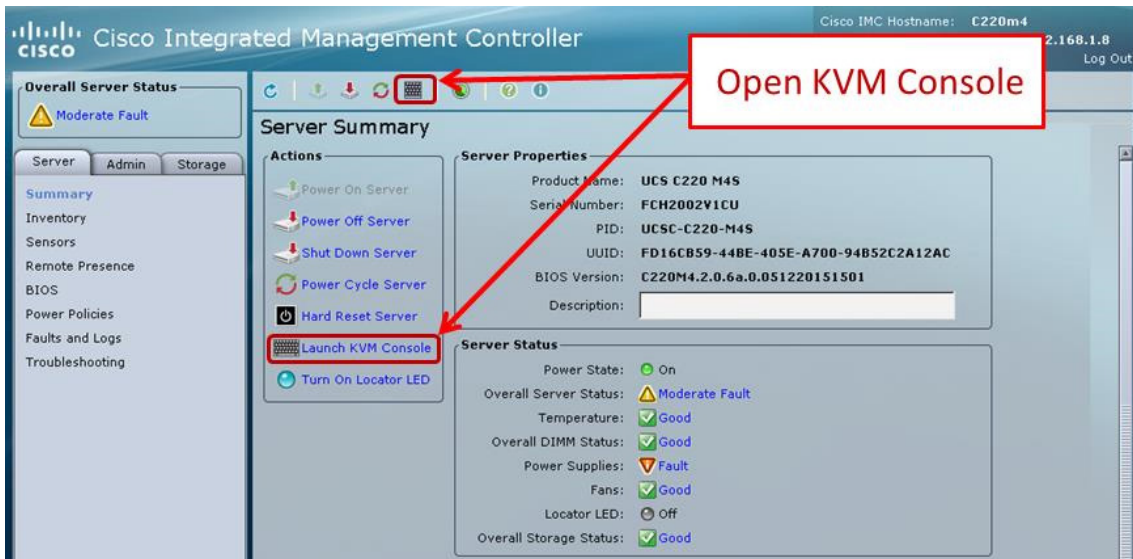 Cisco IMC Hostname: C220m4
CISCO Cisco Integrated Management Controller
2.168.1.8
Log Out
Open KVM Console
Overall Server Status
Moderate Fault
Server Admin Storage
Summary
Inventory
Sensors
Remote Presence
BIOS
Power Policies
Faults and Logs
Troubleshooting
Server Summary
Actions
Power On Server
Power Off Server
Shut Down Server
Power Cycle Server
Hard Reset Server
Launch KVM Console
Turn On Locator LED
Server Properties
Product Name: UCS C220 M4S
Serial Number: FCH2002V1CU
PID: UCSC-C220-M4S
UUID: FD16CB59-44BE-405E-A700-94B52C2A12AC
BIOS Version: C220M4.2.0.6a.0.051220151501
Description:
Server Status
Power State: On
Overall Server Status: Moderate Fault
Temperature: Good
Overall DIMM Status: Good
Power Supplies: Fault
Fans: Good
Locator LED: Off
Overall Storage Status: Good